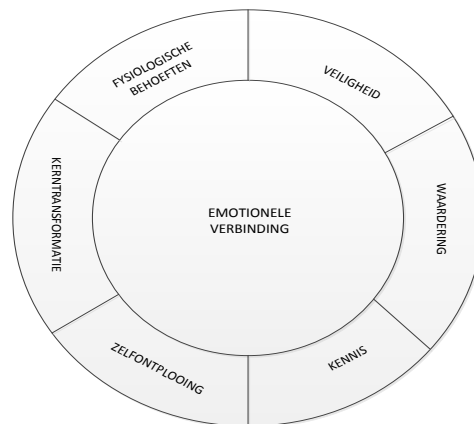 FYSIOLOGISCHE
BEHOEFTEN
VEILIGHEID
WAARDERING
KENNIS
ZELFONTPLOOING
KERNTRANSFORMATIE
EMOTIONELE
VERBINDING